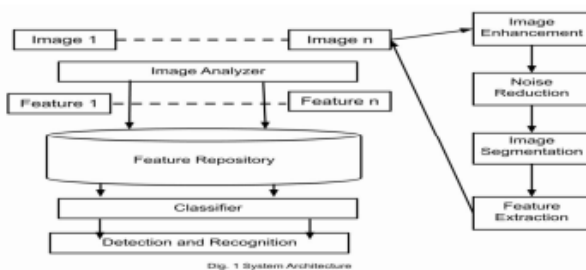 Image 1
Image n
Image Analyzer
Feature 1
Feature n
Feature Repository
Classifier
Detection and Recognition
Image
Enhancement
Noise
Reduction
Image
Segmentation
Feature
Extraction
Dig. 1 System Architecture